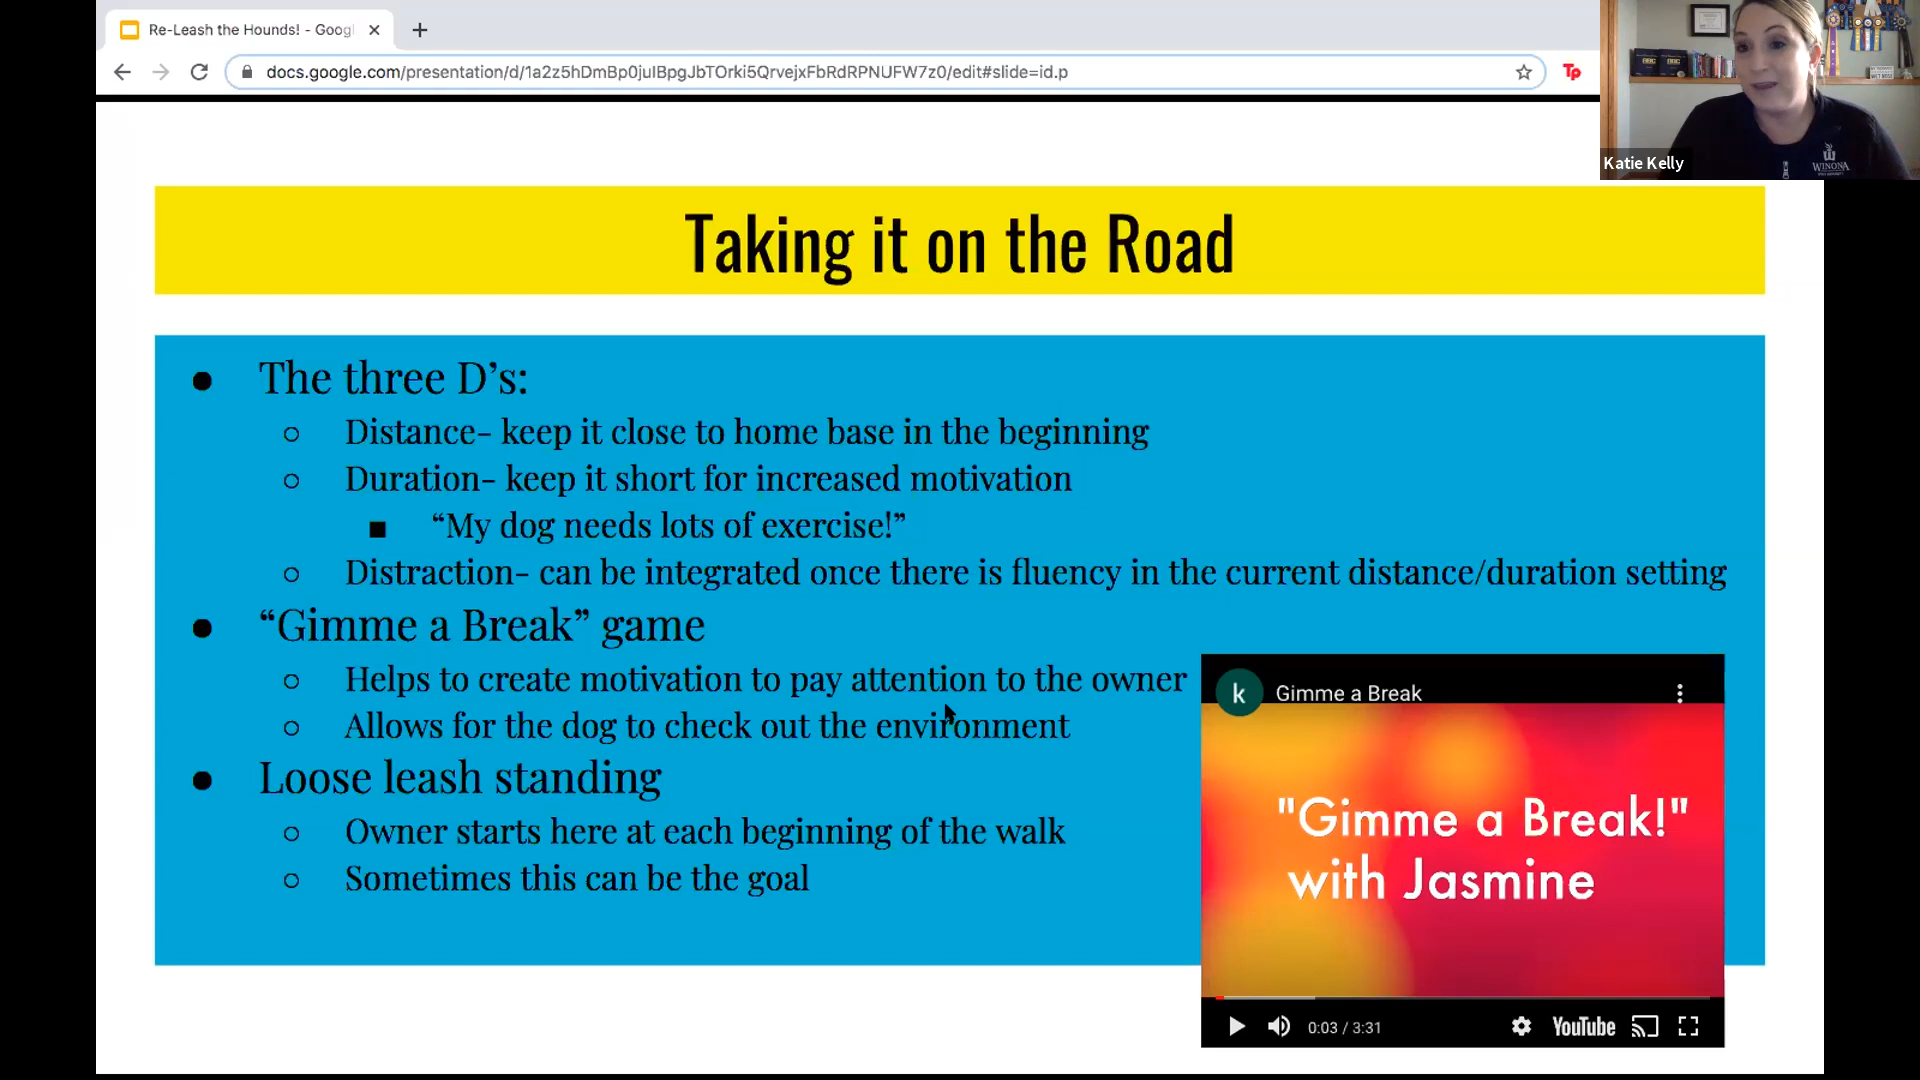 Re-Leash the Hounds! - Goog
docs.google.com/presentation/d/1a2z5hDmBp0juIBpgJbTOrki5QrvejxFbRdRPNUFW7z0/edit#slide=id.p
Tp
WINONA
Katie Kelly
Taking it on the Road
● The three D’s:
○ Distance- keep it close to home base in the beginning
○ Duration- keep it short for increased motivation
■ “My dog needs lots of exercise!”
○ Distraction- can be integrated once there is fluency in the current distance/duration setting
● “Gimme a Break” game
○ Helps to create motivation to pay attention to the owner
○ Allows for the dog to check out the environment
● Loose leash standing
○ Owner starts here at each beginning of the walk
○ Sometimes this can be the goal
k Gimme a Break
"Gimme a Break!"
with Jasmine
0:03 / 3:31
YouTube